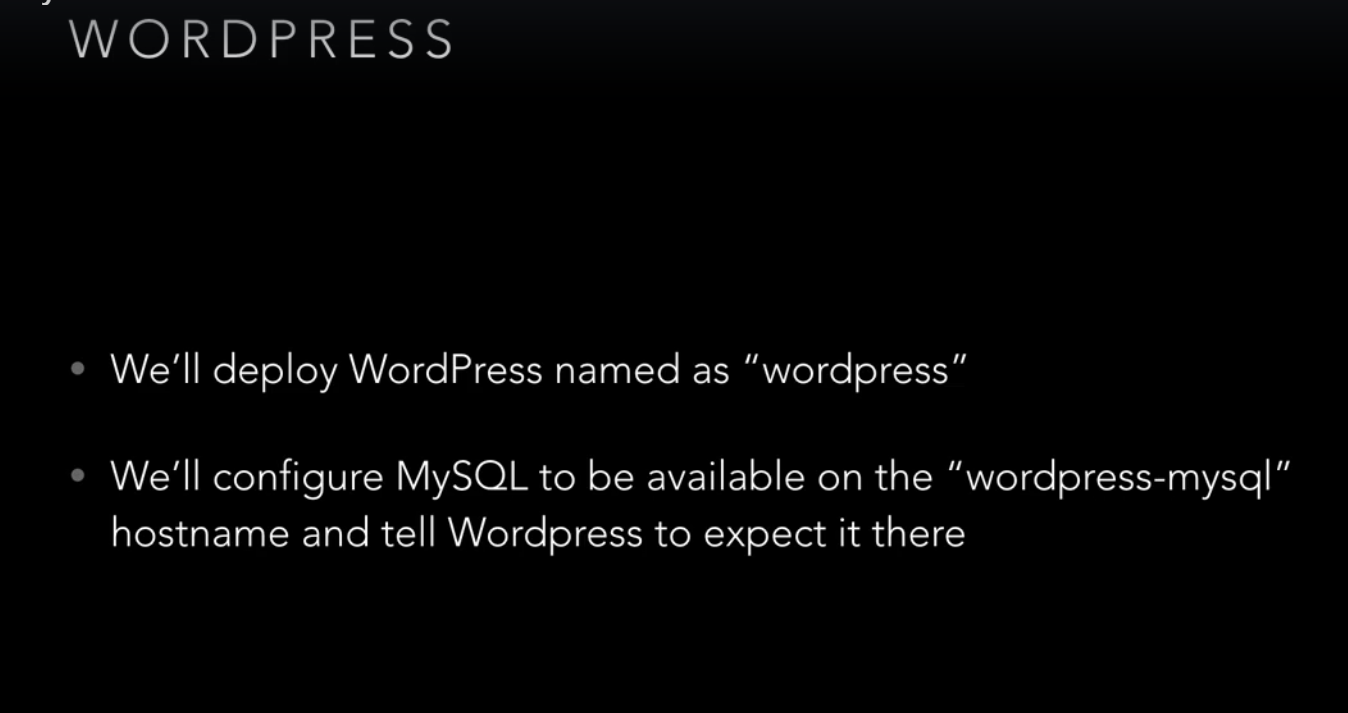 WORDPRESS
• We’ll deploy WordPress named as “wordpress”
• We’ll configure MySQL to be available on the “wordpress-mysql”
hostname and tell Wordpress to expect it there